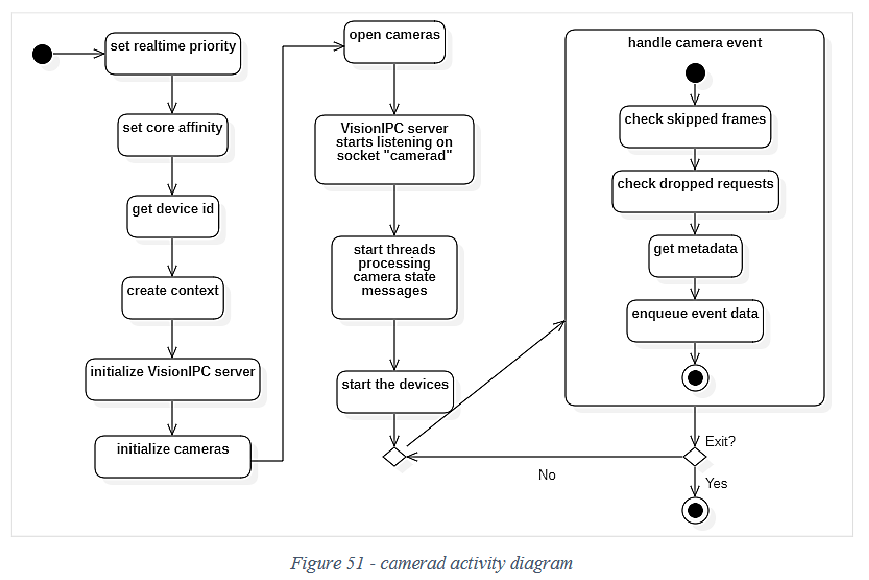 set realtime priority
set core affinity
get device id
create context
initialize VisionIPC server
initialize cameras
open cameras
VisionIPC server
starts listening on
socket "camerad"
start threads
processing
camera state
messages
start the devices
handle camera event
check skipped frames
check dropped requests
get metadata
enqueue event data
Exit?
No
Yes
Figure 51 - camerad activity diagram